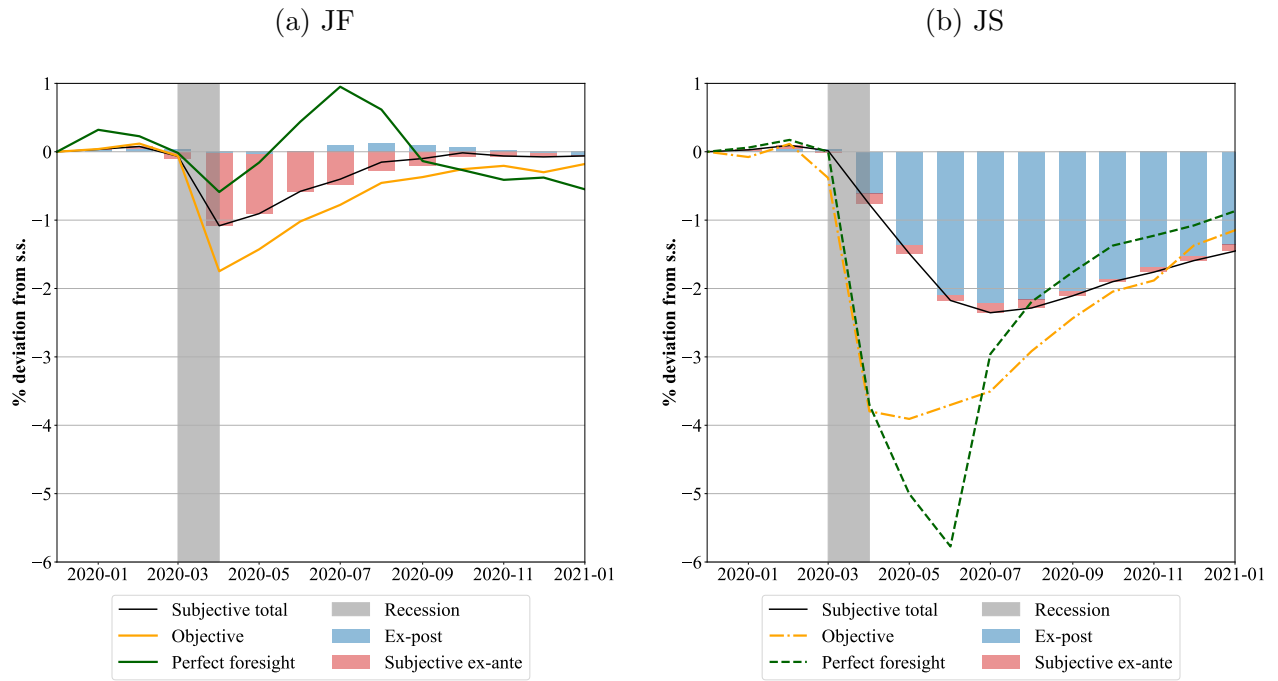 (a) JF
(b) JS
1
0
−1
−2
−3
−4
−5
−6
% deviation from s.s.
2020-01 2020-03 2020-05 2020-07 2020-09 2020-11 2021-01
Subjective total
Objective
Perfect foresight
Recession
Ex-post
Subjective ex-ante
1
0
−1
−2
−3
−4
−5
−6
% deviation from s.s.
2020-01 2020-03 2020-05 2020-07 2020-09 2020-11 2021-01
Subjective total
Objective
Perfect foresight
Recession
Ex-post
Subjective ex-ante